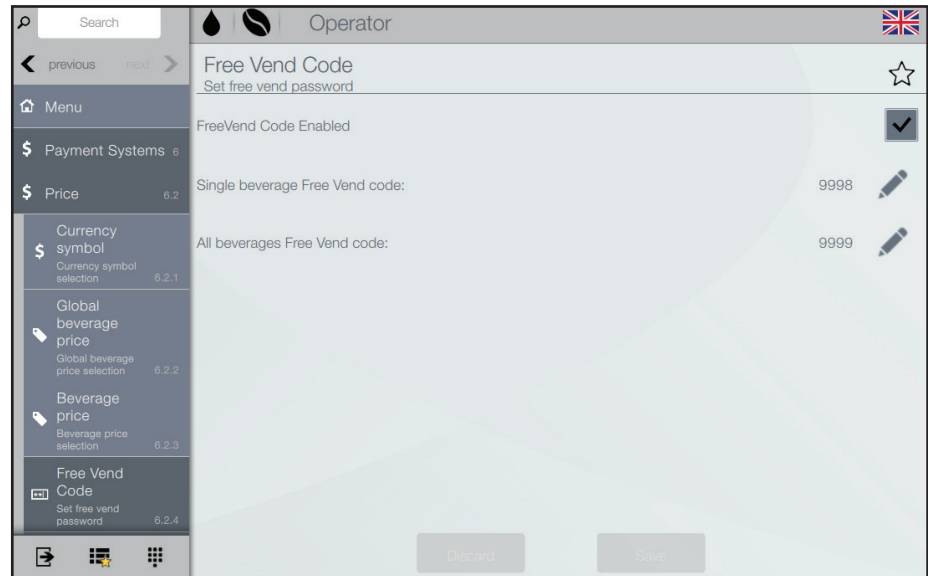 Search
Operator
previous
next
Free Vend Code
Set free vend password
Menu
FreeVend Code Enabled
$ Payment Systems 6
$ Price 6.2
Single beverage Free Vend code: 9998
All beverages Free Vend code: 9999
$ Currency
symbol
Currency symbol
selection 6.2.1
Global
beverage
price
Global beverage
price selection 6.2.2
Beverage
price
Beverage price
selection 6.2.3
Free Vend
Code
Set free vend
password 6.2.4
Discard
Save